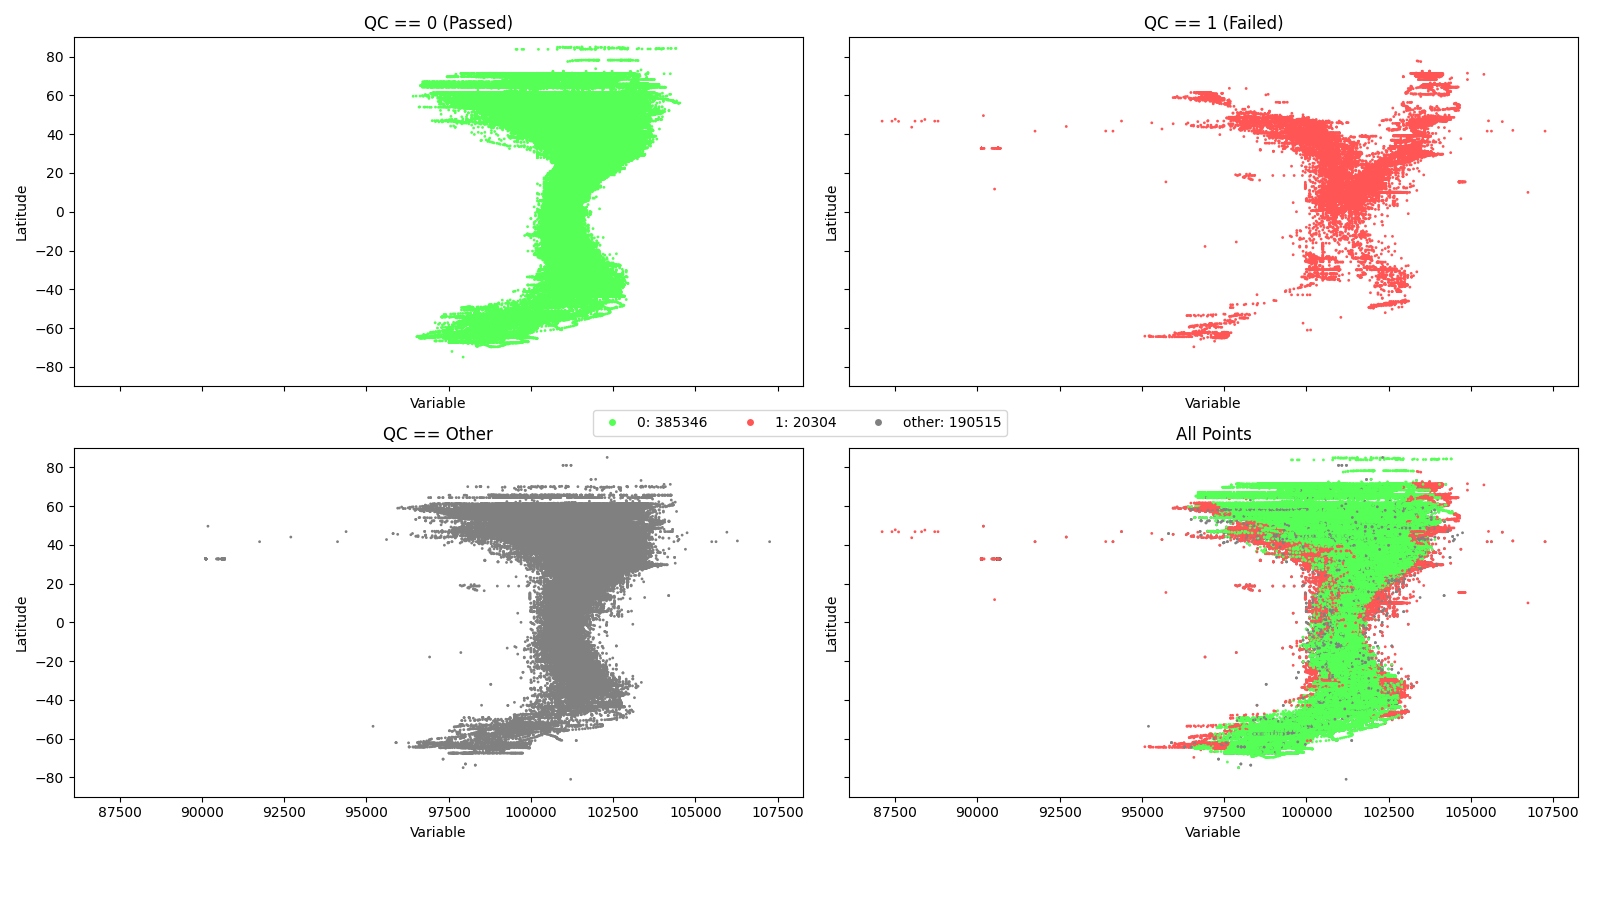 QC == 0 (Passed)
QC == 1 (Failed)
80
60
40
20
0
−20
−40
−60
−80
Latitude
Latitude
Variable
Variable
0: 385346
1: 20304
other: 190515
QC == Other
All Points
80
60
40
20
0
−20
−40
−60
−80
Latitude
Latitude
87500 90000 92500 95000 97500 100000 102500 105000 107500
87500 90000 92500 95000 97500 100000 102500 105000 107500
Variable
Variable